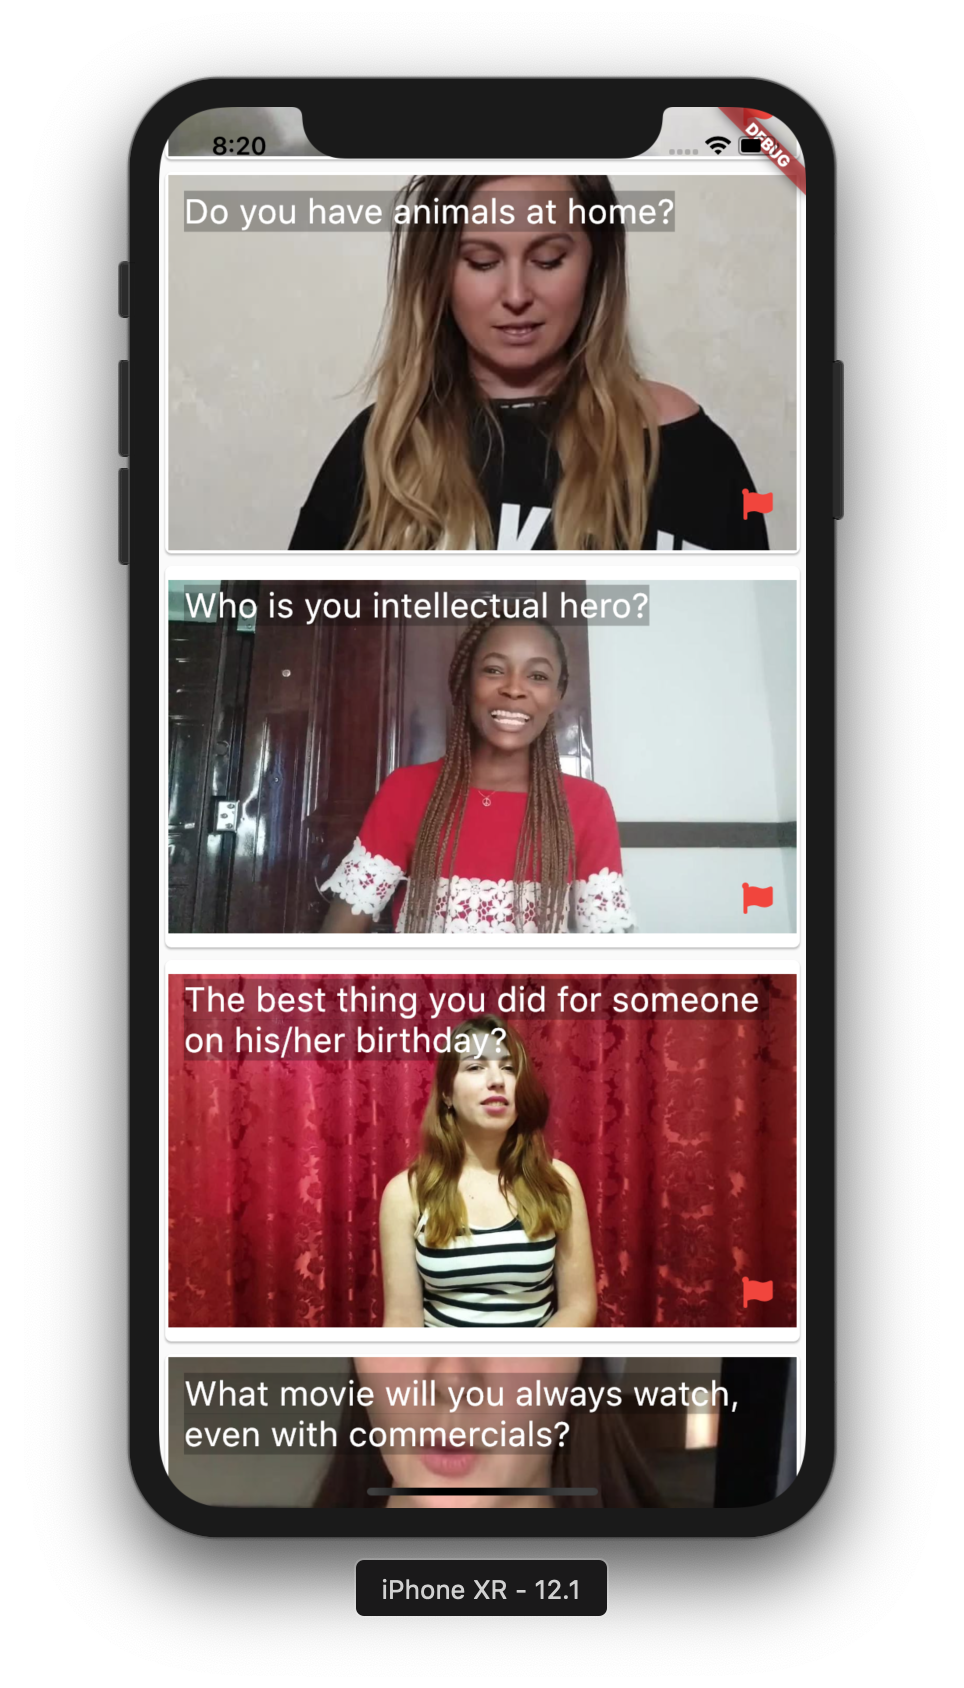 8:20
DEBUG
Do you have animals at home?
Who is you intellectual hero?
The best thing you did for someone
on his/her birthday?
What movie will you always watch,
even with commercials?
iPhone XR - 12.1